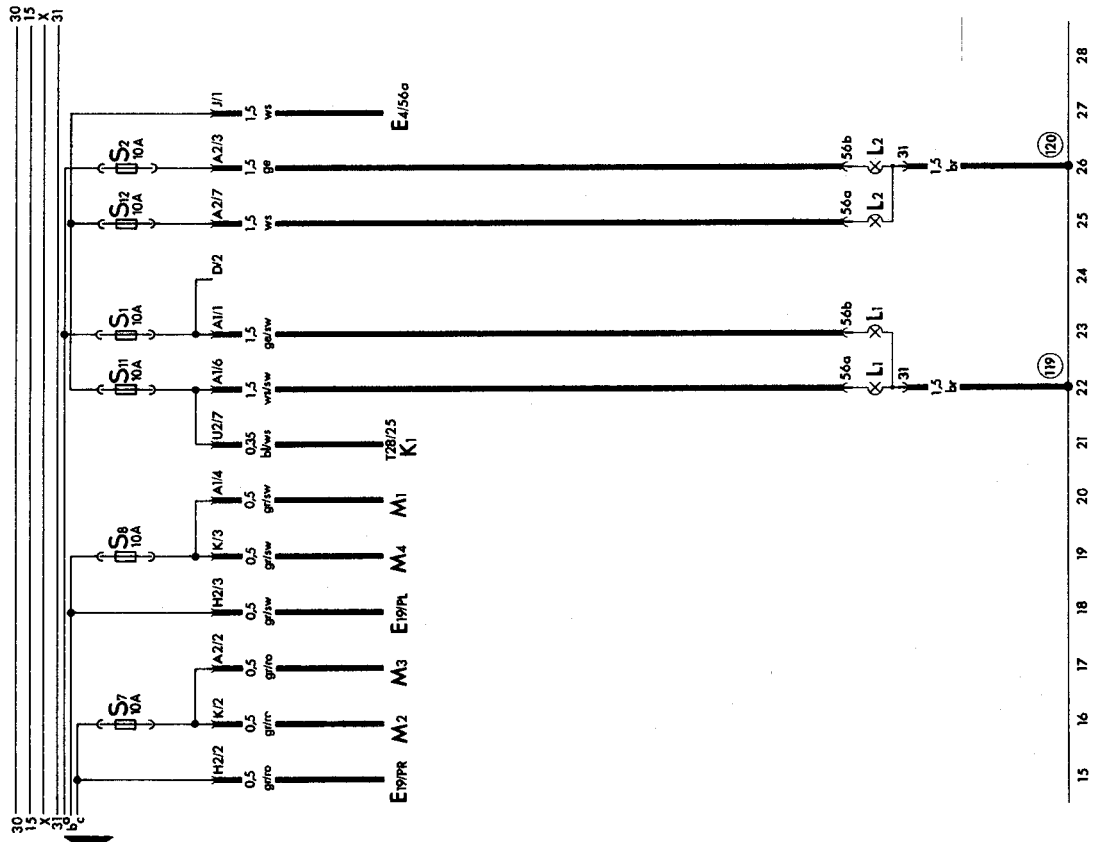 30
15
X
31
30
15
X
31
a
b
c
S7
10A
S8
10A
S11
10A
S1
10A
S12
10A
S2
10A
H2/2
0,5
gr/ro
E19/PR
K/2
0,5
M2
A2/2
0,5
gr/ro
M3
H2/3
0,5
gr/sw
E19/PL
K/3
0,5
gr/sw
M4
A1/4
0,5
gr/sw
M1
U2/7
0,35
bl/ws
T28/25
K1
A1/6
1,5
ws/sw
56a
L1
31
1,5
br
119
A1/1
1,5
ge/sw
56b
L1
D/2
A2/7
1,5
ws
56a
L2
A2/3
1,5
ge
56b
L2
31
1,5
br
120
J/1
1,5
ws
E4/56a
15
16
17
18
19
20
21
22
23
24
25
26
27
28